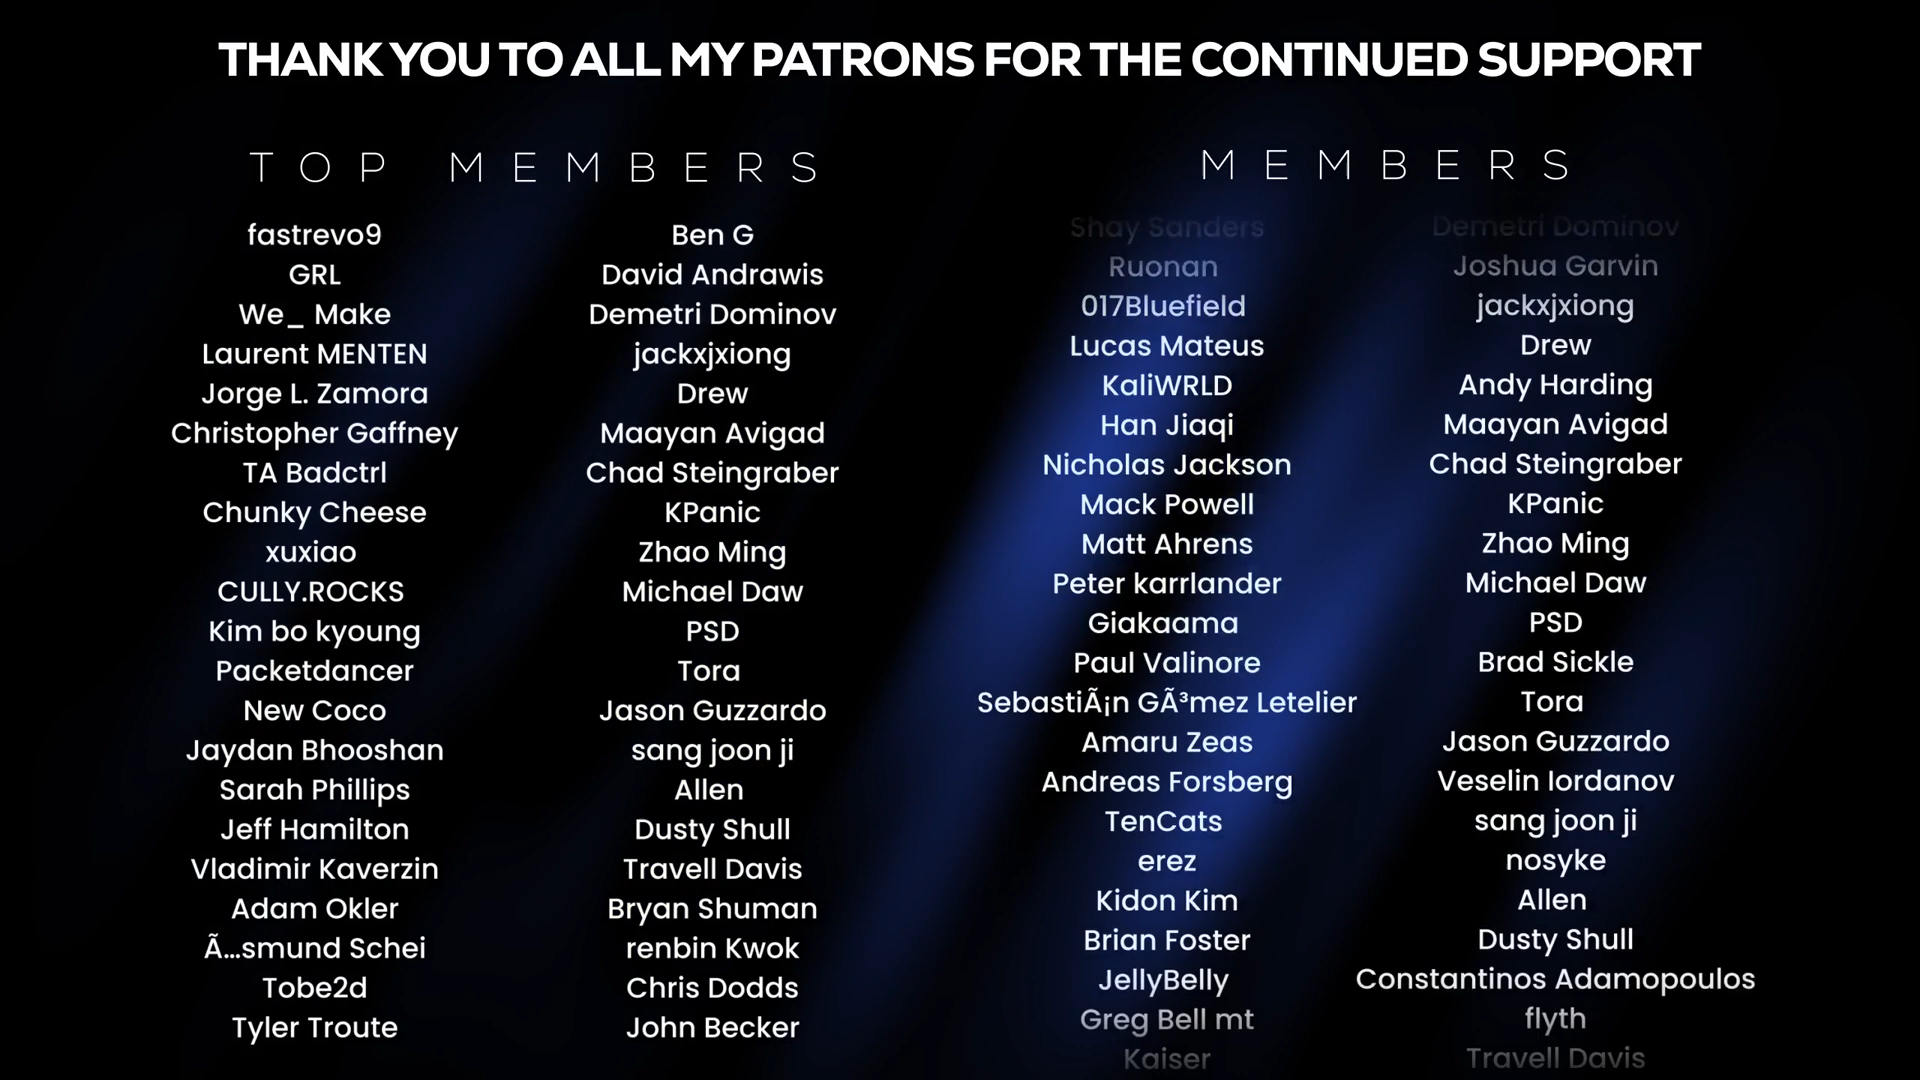 THANK YOU TO ALL MY PATRONS FOR THE CONTINUED SUPPORT
TOP MEMBERS
fastrevo9
GRL
We_ Make
Laurent MENTEN
Jorge L. Zamora
Christopher Gaffney
TA Badctrl
Chunky Cheese
xuxiao
CULLY.ROCKS
Kim bo kyoung
Packetdancer
New Coco
Jaydan Bhooshan
Sarah Phillips
Jeff Hamilton
Vladimir Kaverzin
Adam Okler
Ã…smund Schei
Tobe2d
Tyler Troute
Ben G
David Andrawis
Demetri Dominov
jackxjxiong
Drew
Maayan Avigad
Chad Steingraber
KPanic
Zhao Ming
Michael Daw
PSD
Tora
Jason Guzzardo
sang joon ji
Allen
Dusty Shull
Travell Davis
Bryan Shuman
renbin Kwok
Chris Dodds
John Becker
MEMBERS
Shay Sanders
Ruonan
017Bluefield
Lucas Mateus
KaliWRLD
Han Jiaqi
Nicholas Jackson
Mack Powell
Matt Ahrens
Peter karrlander
Giakaama
Paul Valinore
SebastiÃ¡n GÃ³mez Letelier
Amaru Zeas
Andreas Forsberg
TenCats
erez
Kidon Kim
Brian Foster
JellyBelly
Greg Bell mt
Kaiser
Demetri Dominov
Joshua Garvin
jackxjxiong
Drew
Andy Harding
Maayan Avigad
Chad Steingraber
KPanic
Zhao Ming
Michael Daw
PSD
Brad Sickle
Tora
Jason Guzzardo
Veselin Iordanov
sang joon ji
nosyke
Allen
Dusty Shull
Constantinos Adamopoulos
flyth
Travell Davis